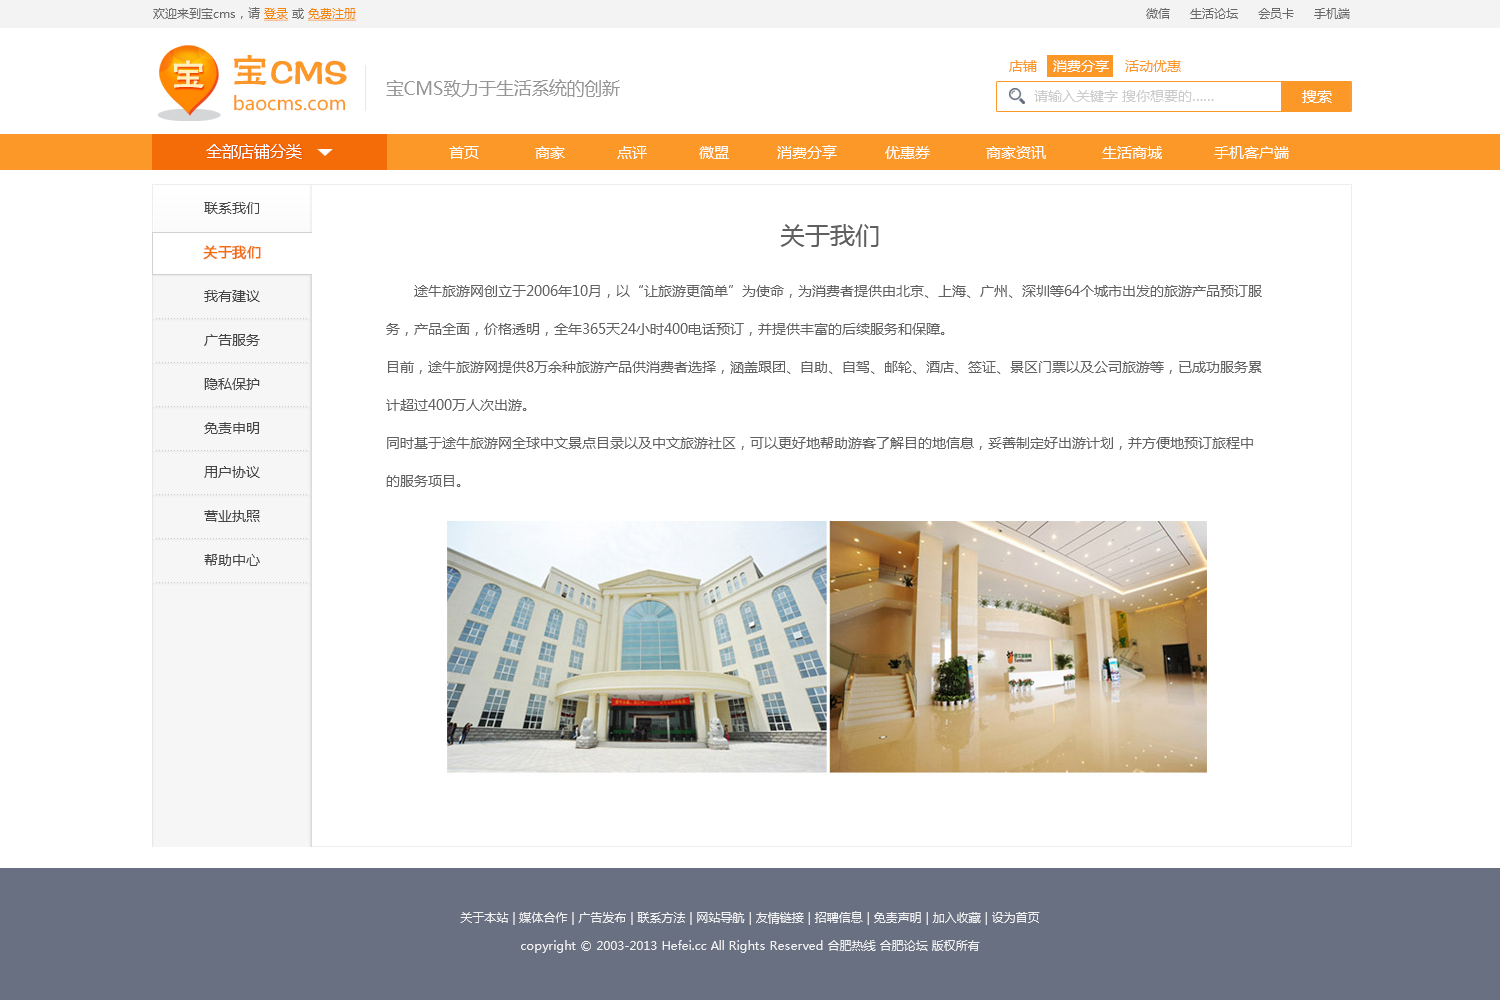 欢迎来到宝cms，请 登录 或 免费注册
微信 生活论坛 会员卡 手机端
宝
宝CMS
baocms.com
宝CMS致力于生活系统的创新
店铺 消费分享 活动优惠
请输入关键字 搜你想要的......
搜索
全部店铺分类 首页 商家 点评 微盟 消费分享 优惠券 商家资讯 生活商城 手机客户端
联系我们
关于我们
我有建议
广告服务
隐私保护
免责申明
用户协议
营业执照
帮助中心
关于我们
途牛旅游网创立于2006年10月，以“让旅游更简单”为使命，为消费者提供由北京、上海、广州、深圳等64个城市出发的旅游产品预订服
务，产品全面，价格透明，全年365天24小时400电话预订，并提供丰富的后续服务和保障。
目前，途牛旅游网提供8万余种旅游产品供消费者选择，涵盖跟团、自助、自驾、邮轮、酒店、签证、景区门票以及公司旅游等，已成功服务累
计超过400万人次出游。
同时基于途牛旅游网全球中文景点目录以及中文旅游社区，可以更好地帮助游客了解目的地信息，妥善制定好出游计划，并方便地预订旅程中
的服务项目。
关于本站 | 媒体合作 | 广告发布 | 联系方法 | 网站导航 | 友情链接 | 招聘信息 | 免责声明 | 加入收藏 | 设为首页
copyright © 2003-2013 Hefei.cc All Rights Reserved 合肥热线 合肥论坛 版权所有